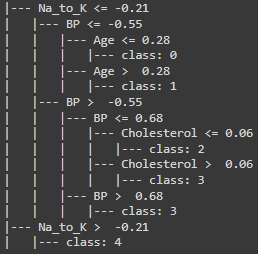 |--- Na_to_K <= -0.21
|   |--- BP <= -0.55
|   |   |--- Age <= 0.28
|   |   |   |--- class: 0
|   |   |--- Age >  0.28
|   |   |   |--- class: 1
|   |--- BP >  -0.55
|   |   |--- BP <= 0.68
|   |   |   |--- Cholesterol <= 0.06
|   |   |   |   |--- class: 2
|   |   |   |--- Cholesterol >  0.06
|   |   |   |   |--- class: 3
|   |   |--- BP >  0.68
|   |   |   |--- class: 3
|--- Na_to_K >  -0.21
|   |--- class: 4